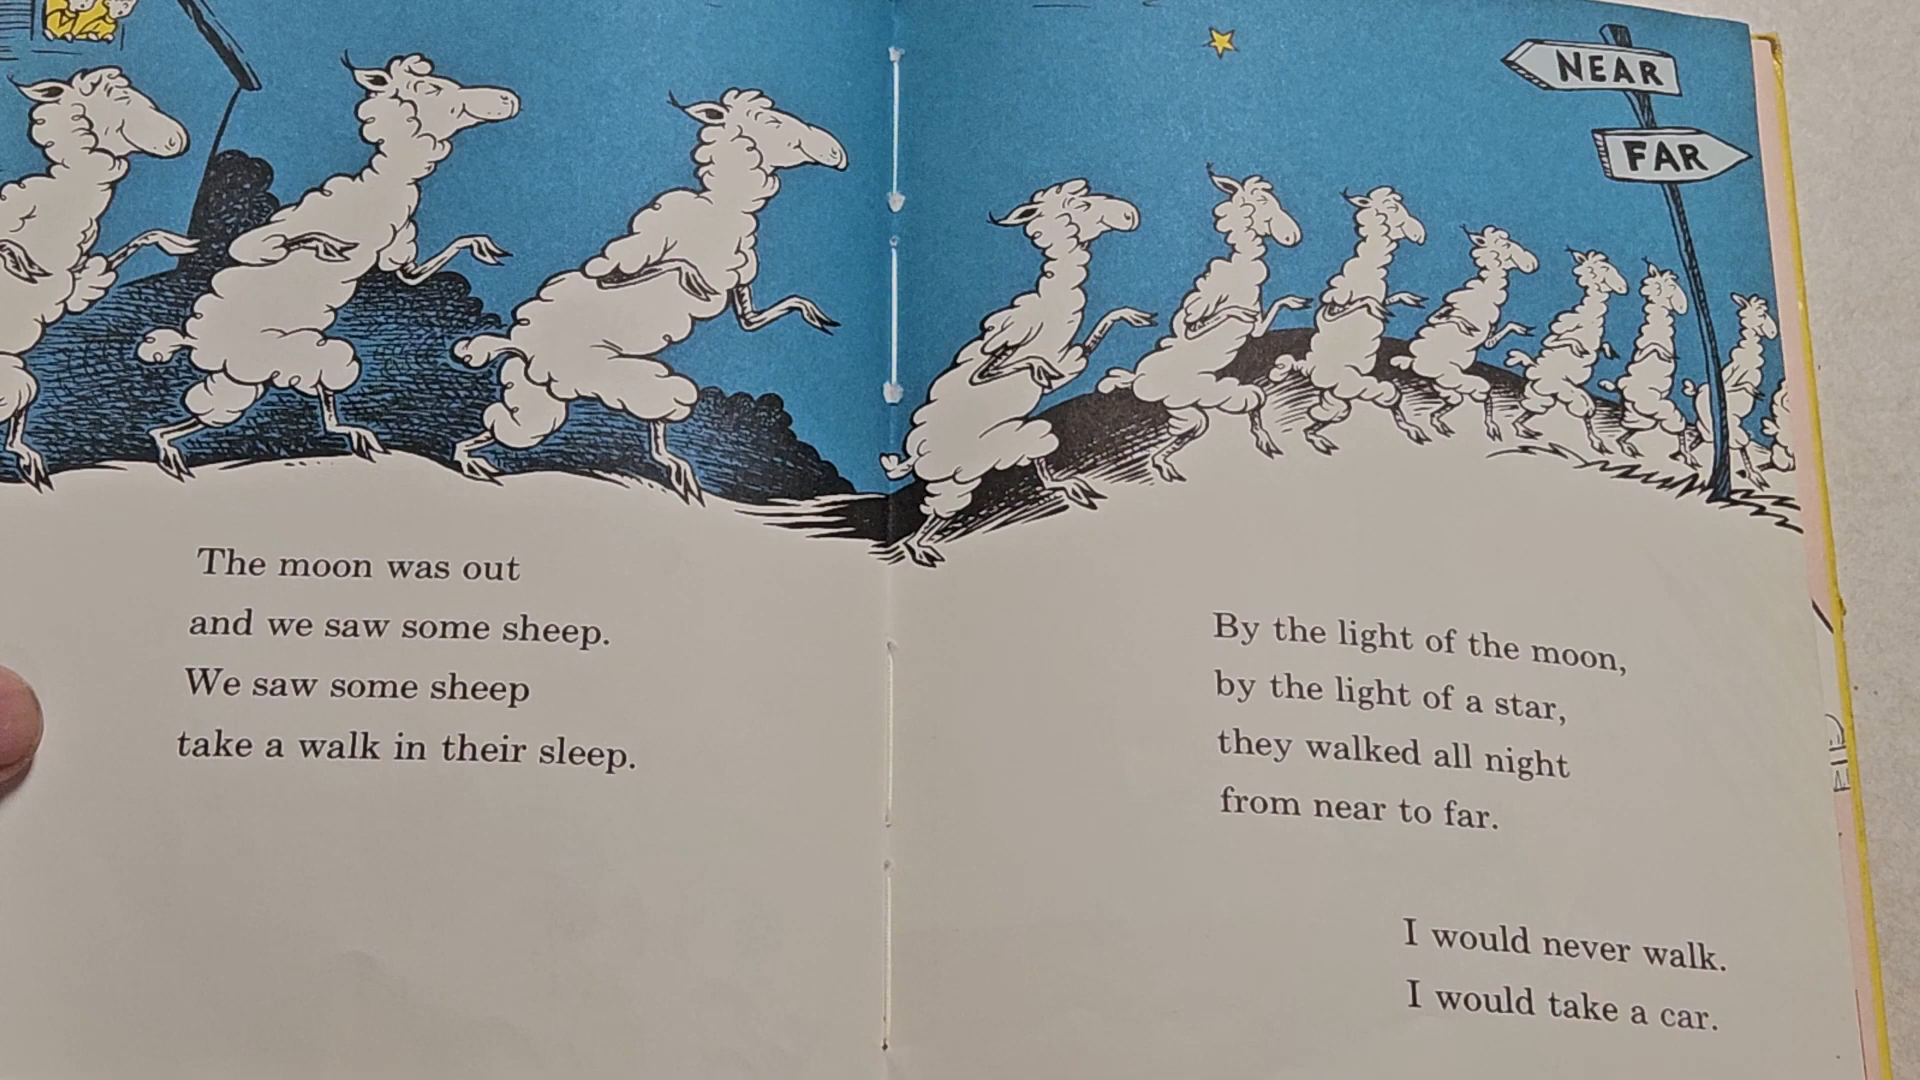 NEAR
FAR
The moon was out
and we saw some sheep.
We saw some sheep
take a walk in their sleep.
By the light of the moon,
by the light of a star,
they walked all night
from near to far.
I would never walk.
I would take a car.